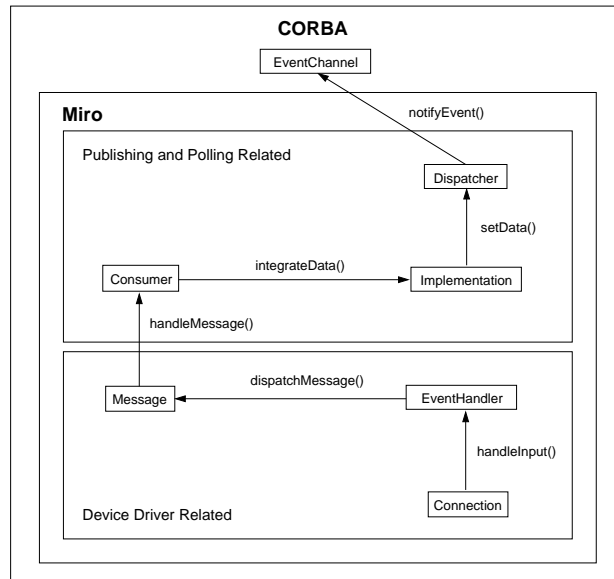 CORBA
EventChannel
Miro
notifyEvent()
Publishing and Polling Related
Dispatcher
setData()
integrateData()
Consumer
Implementation
handleMessage()
dispatchMessage()
Message
EventHandler
handleInput()
Connection
Device Driver Related